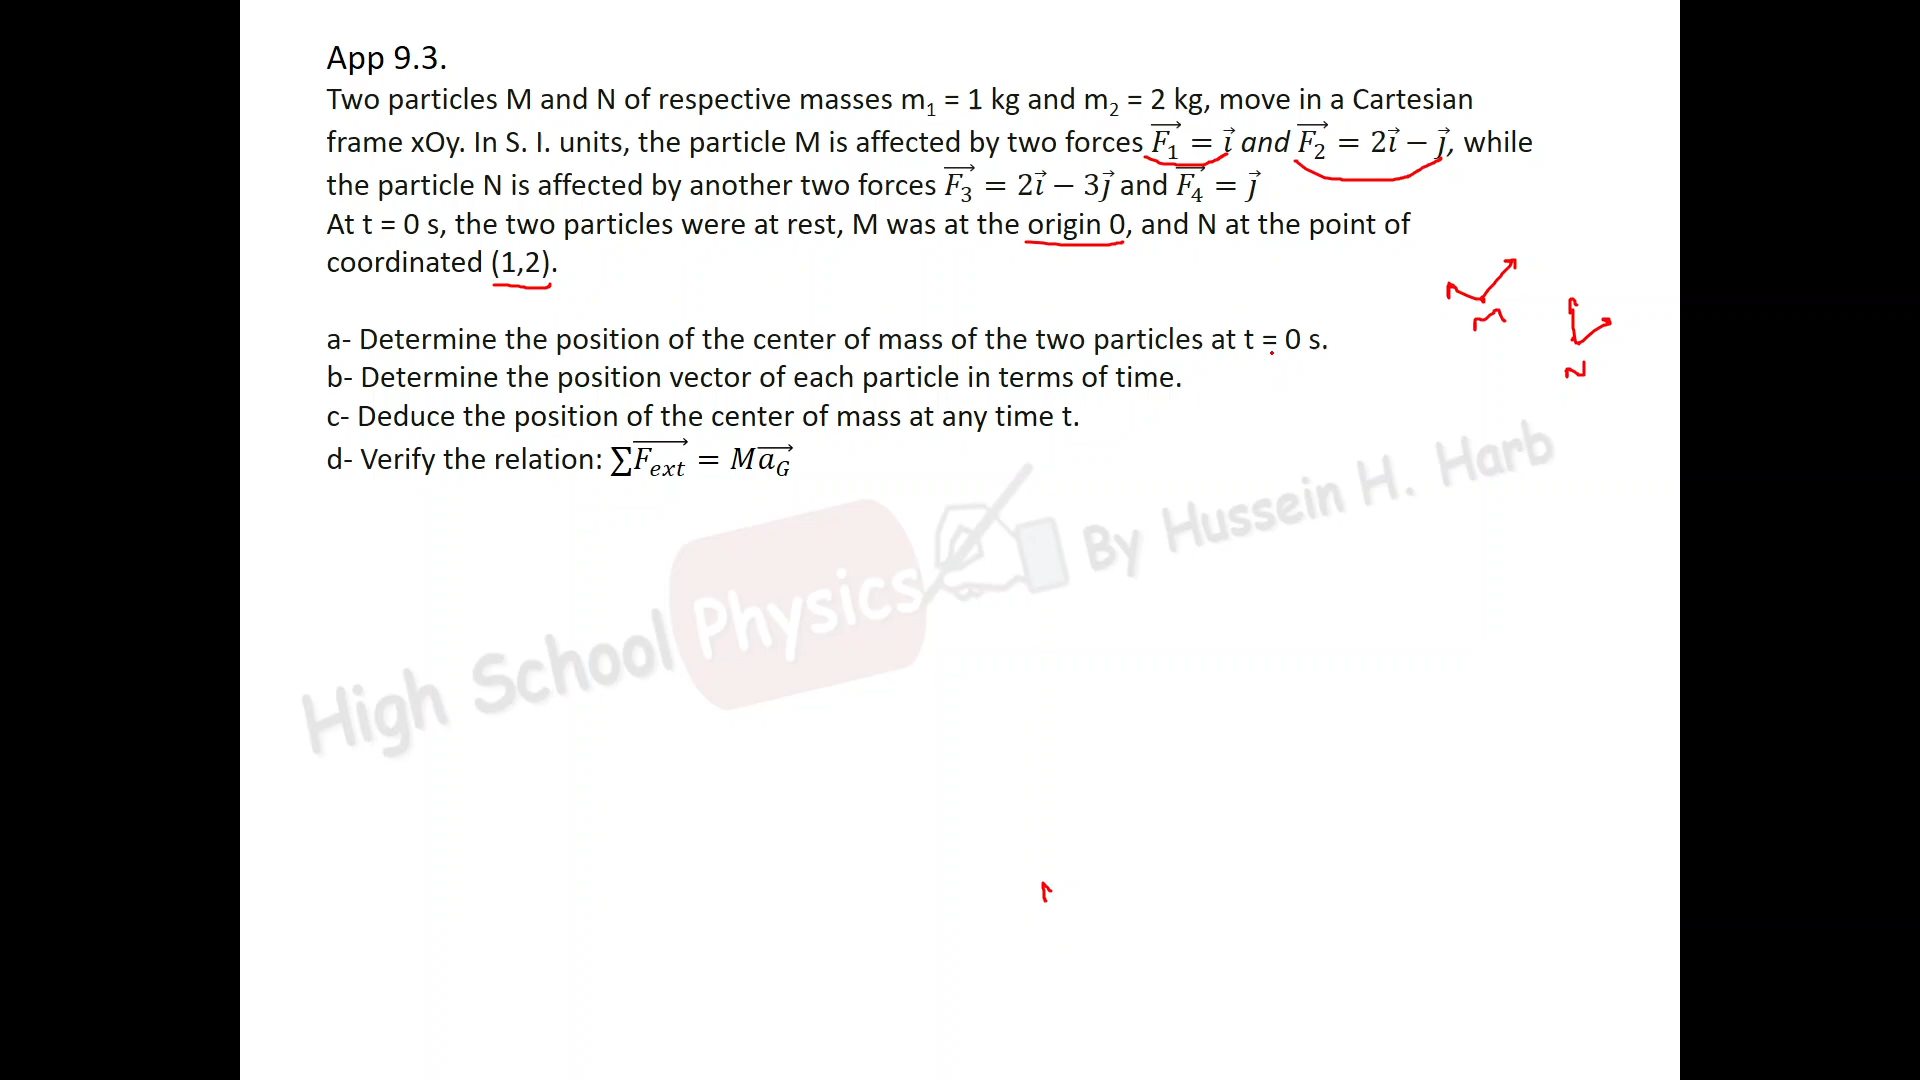 App 9.3.
Two particles M and N of respective masses m₁ = 1 kg and m₂ = 2 kg, move in a Cartesian
frame xOy. In S. I. units, the particle M is affected by two forces F₁⃗ = i⃗ and F₂⃗ = 2i⃗ − j⃗, while
the particle N is affected by another two forces F₃⃗ = 2i⃗ − 3j⃗ and F₄⃗ = j⃗
At t = 0 s, the two particles were at rest, M was at the origin 0, and N at the point of
coordinated (1,2).
M
N
a- Determine the position of the center of mass of the two particles at t = 0 s.
b- Determine the position vector of each particle in terms of time.
c- Deduce the position of the center of mass at any time t.
d- Verify the relation: ∑F⃗ₑₓₜ = Ma⃗_G
High School Physics By Hussein H. Harb